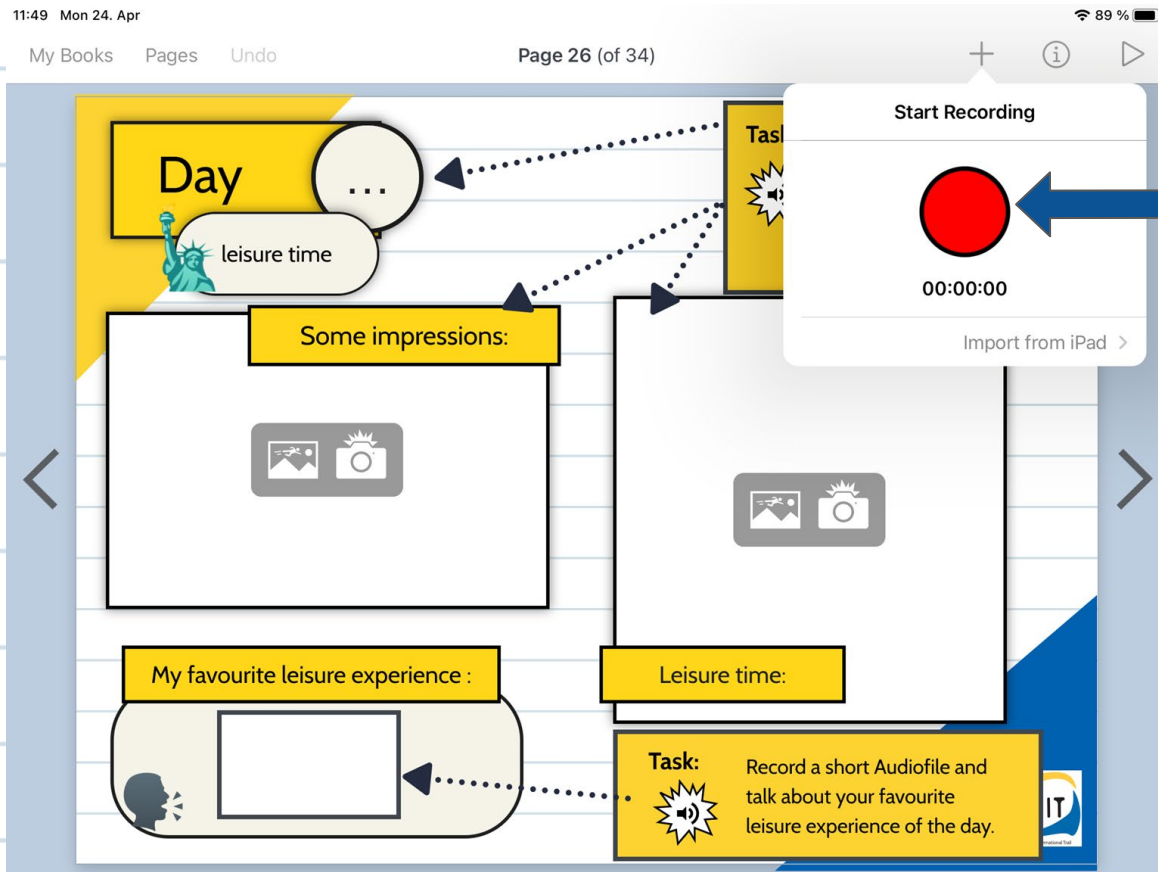 11:49 Mon 24. Apr
89 %
My Books Pages Undo
Page 26 (of 34)
Start Recording
00:00:00
Import from iPad
Day
...
leisure time
Some impressions:
My favourite leisure experience :
Leisure time:
Task:
Record a short Audiofile and
talk about your favourite
leisure experience of the day.
IT